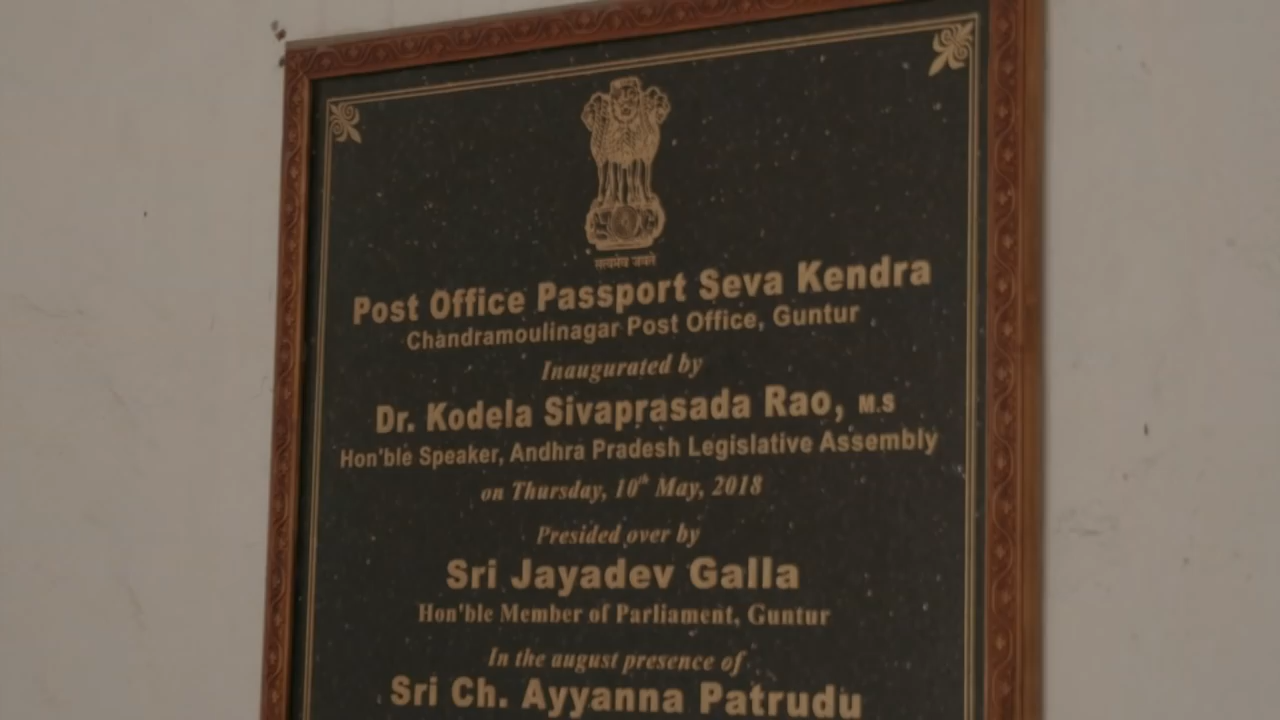 सत्यमेव जयते
Post Office Passport Seva Kendra
Chandramoulinagar Post Office, Guntur
Inaugurated by
Dr. Kodela Sivaprasada Rao, M.S
Hon'ble Speaker, Andhra Pradesh Legislative Assembly
on Thursday, 10th May, 2018
Presided over by
Sri Jayadev Galla
Hon'ble Member of Parliament, Guntur
In the august presence of
Sri Ch. Ayyanna Patrudu